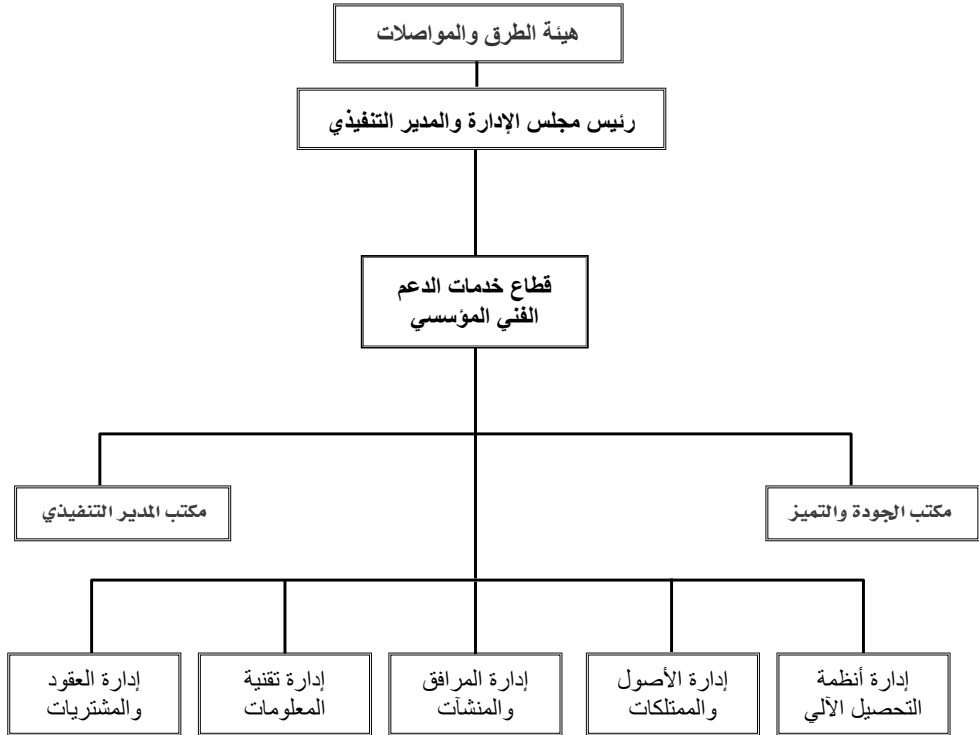 هيئة الطرق والمواصلات
رئيس مجلس الإدارة والمدير التنفيذي
قطاع خدمات الدعم
الفني المؤسسي
مكتب الجودة والتميز
مكتب المدير التنفيذي
إدارة أنظمة
التحصيل الآلي
إدارة الأصول
والممتلكات
إدارة المرافق
والمنشآت
إدارة تقنية
المعلومات
إدارة العقود
والمشتريات